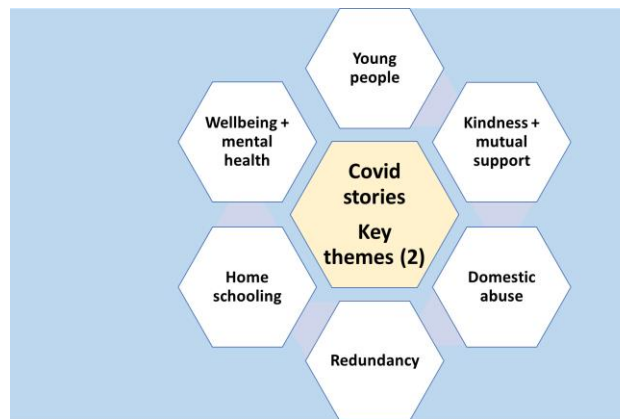 Young
people
Wellbeing +
mental
health
Kindness +
mutual
support
Covid
stories
Key
themes (2)
Home
schooling
Domestic
abuse
Redundancy